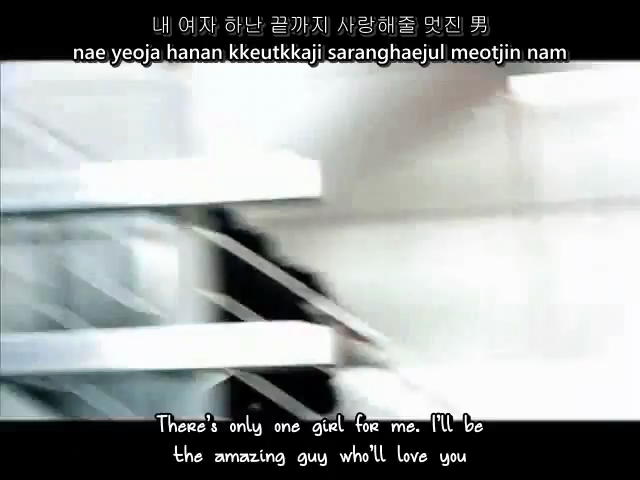 내 여자 하난 끝까지 사랑해줄 멋진 男
nae yeoja hanan kkeutkkaji saranghaejul meotjin nam
There's only one girl for me. I'll be
the amazing guy who'll love you